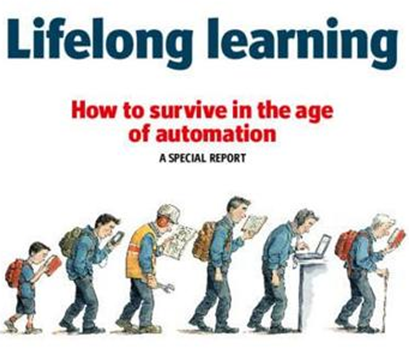 Lifelong learning
How to survive in the age
of automation
A SPECIAL REPORT